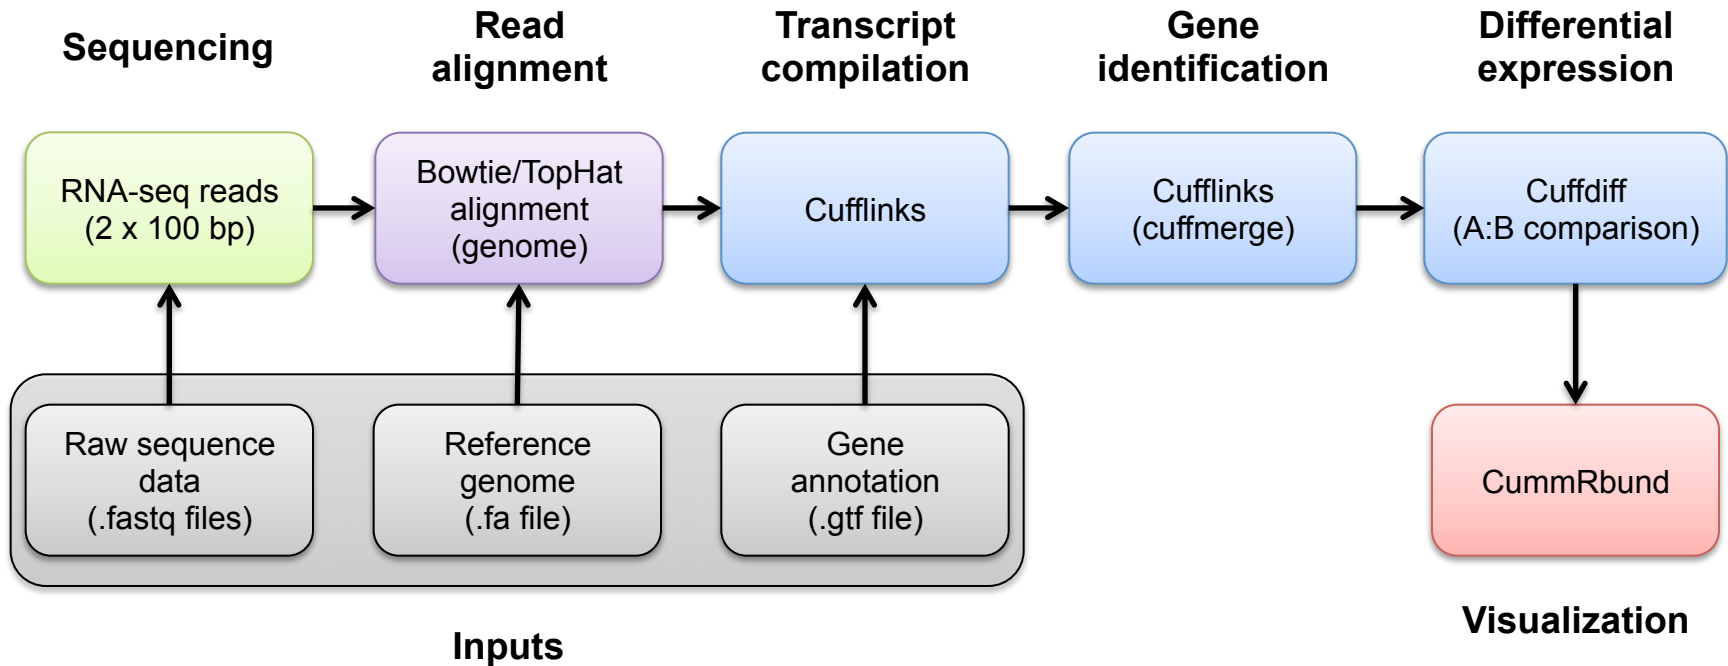 Sequencing
Read
alignment
Transcript
compilation
Gene
identification
Differential
expression
RNA-seq reads
(2 x 100 bp)
Bowtie/TopHat
alignment
(genome)
Cufflinks
Cufflinks
(cuffmerge)
Cuffdiff
(A:B comparison)
Raw sequence
data
(.fastq files)
Reference
genome
(.fa file)
Gene
annotation
(.gtf file)
CummRbund
Inputs
Visualization